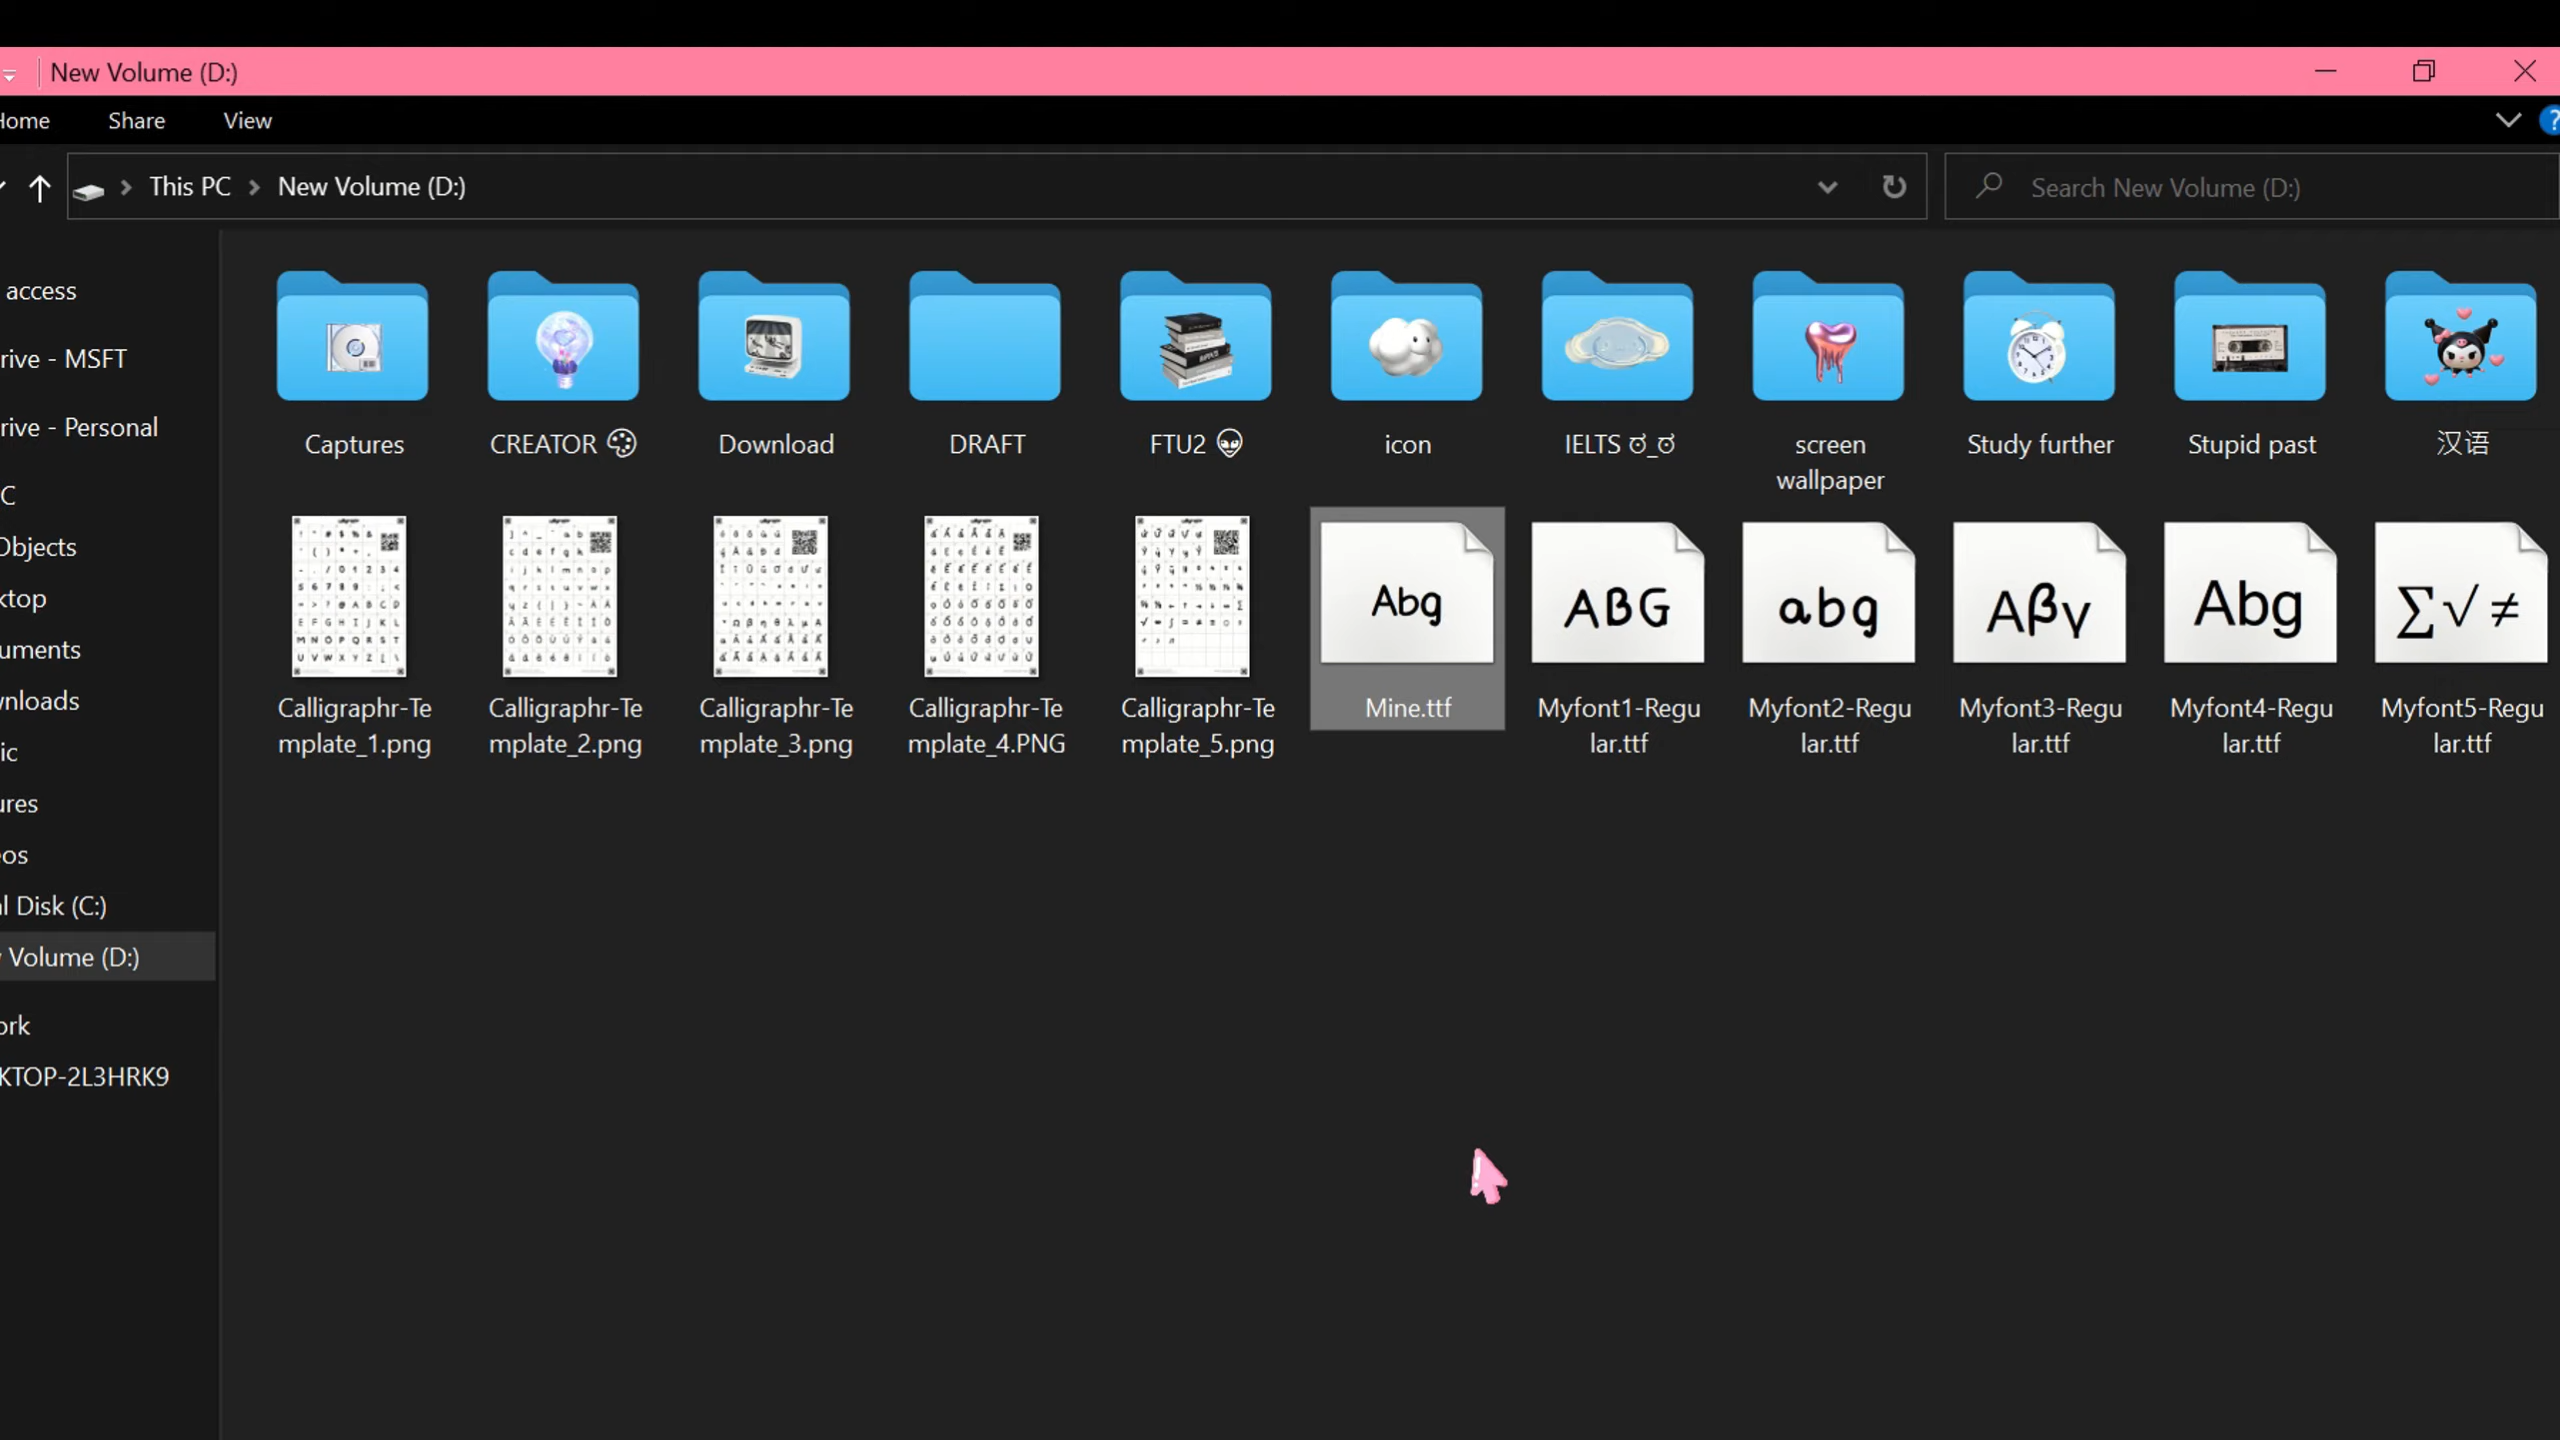 New Volume (D:)
Home
Share
View
This PC
New Volume (D:)
Search New Volume (D:)
access
rive - MSFT
rive - Personal
C
Objects
ktop
uments
wnloads
ic
ures
eos
l Disk (C:)
Volume (D:)
ork
KTOP-2L3HRK9
Captures
CREATOR
Download
DRAFT
FTU2
icon
IELTS ಠ_ಠ
screen
wallpaper
Study further
Stupid past
汉语
Abg
ABG
abg
Aβγ
Abg
∑√≠
Calligraphr-Te
mplate_1.png
Calligraphr-Te
mplate_2.png
Calligraphr-Te
mplate_3.png
Calligraphr-Te
mplate_4.PNG
Calligraphr-Te
mplate_5.png
Mine.ttf
Myfont1-Regu
lar.ttf
Myfont2-Regu
lar.ttf
Myfont3-Regu
lar.ttf
Myfont4-Regu
lar.ttf
Myfont5-Regu
lar.ttf